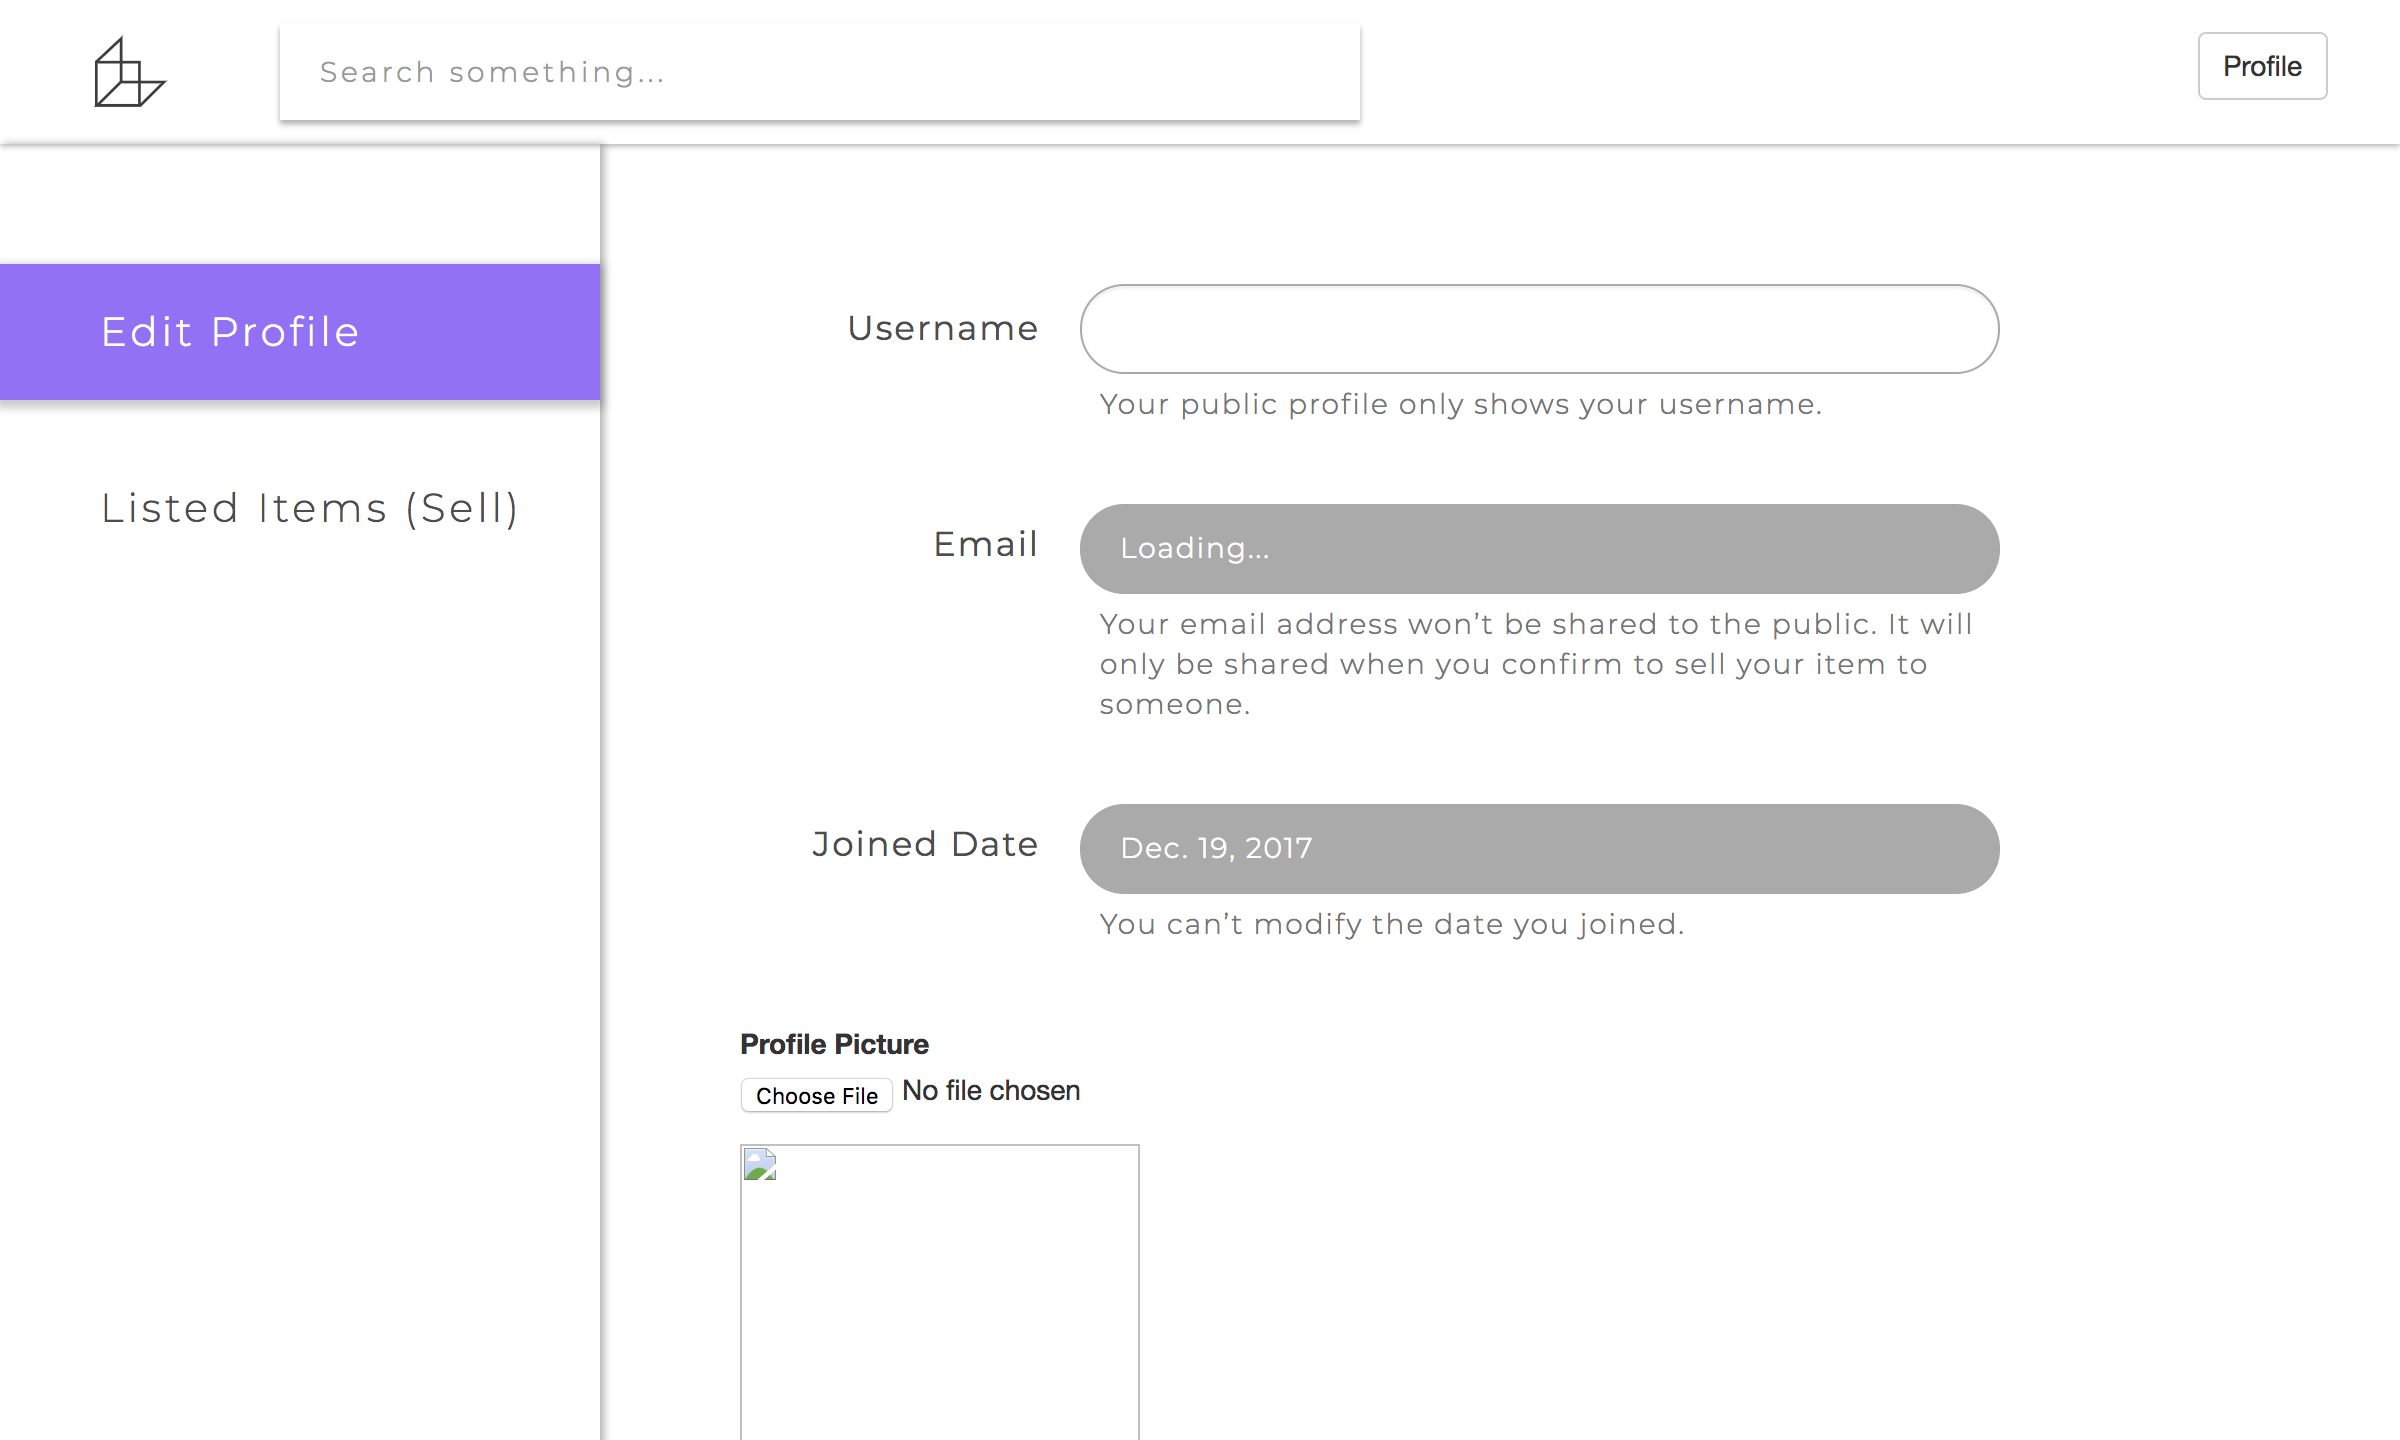 Search something...
Profile
Edit Profile
Listed Items (Sell)
Username
Your public profile only shows your username.
Email
Loading...
Your email address won’t be shared to the public. It will
only be shared when you confirm to sell your item to
someone.
Joined Date
Dec. 19, 2017
You can’t modify the date you joined.
Profile Picture
Choose File No file chosen